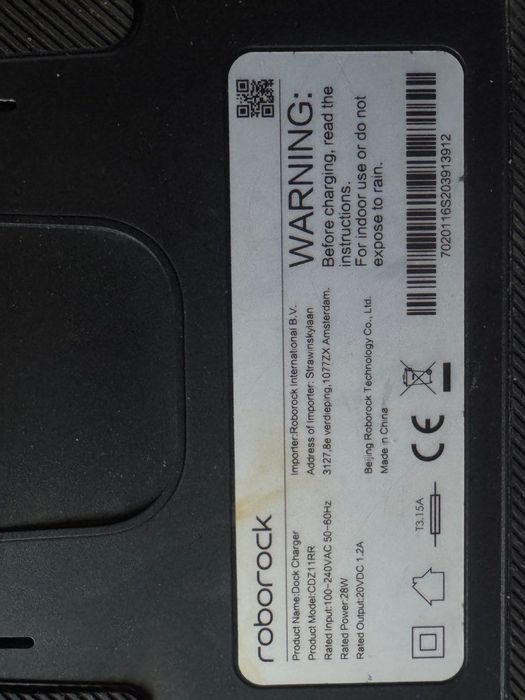 roborock
Product Name:Dock Charger
Product Model:CDZ11RR
Rated Input:100-240VAC 50-60Hz
Rated Power:28W
Rated Output:20VDC 1.2A
Importer:Roborock International B.V.
Address of Importer: Strawinskylaan
3127,8e verdieping,1077ZX Amsterdam.
Beijing Roborock Technology Co., Ltd.
Made in China
T3.15A
CE
WARNING:
Before charging, read the
instructions.
For indoor use or do not
expose to rain.
7020116S203913912